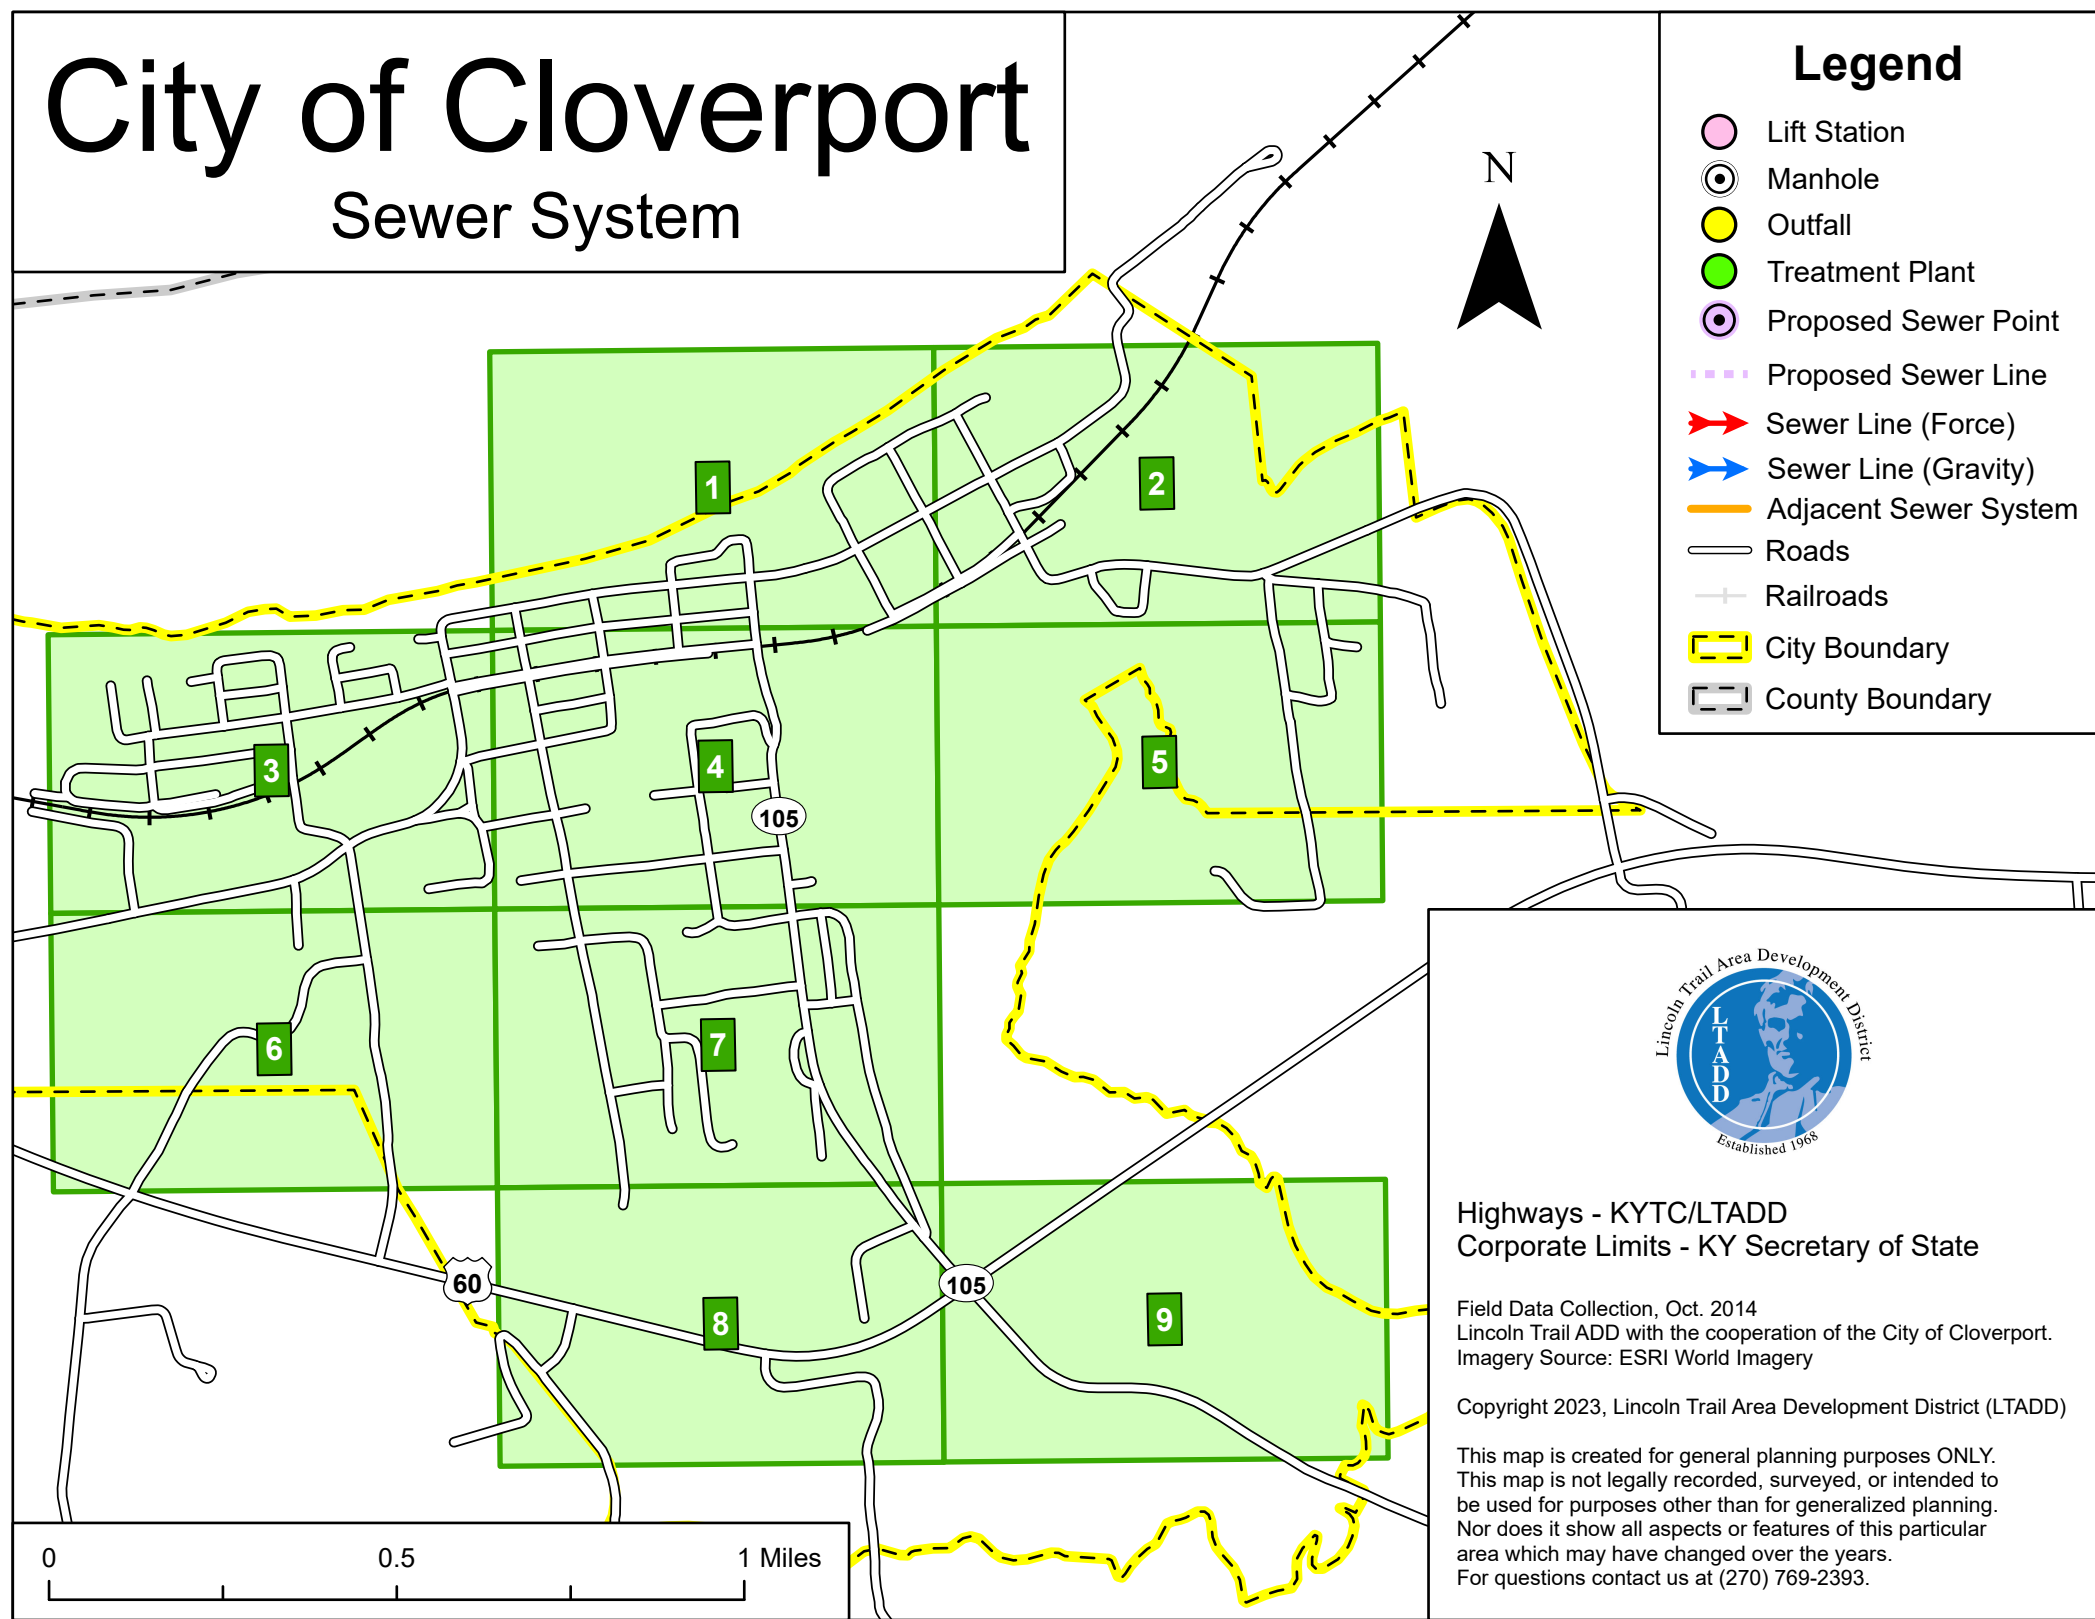 City of Cloverport
Sewer System
N
Legend
Lift Station
Manhole
Outfall
Treatment Plant
Proposed Sewer Point
Proposed Sewer Line
Sewer Line (Force)
Sewer Line (Gravity)
Adjacent Sewer System
Roads
Railroads
City Boundary
County Boundary
1
2
3
4
5
105
6
7
60
105
8
9
Lincoln Trail Area Development District
LTADD
Established 1968
Highways - KYTC/LTADD
Corporate Limits - KY Secretary of State
Field Data Collection, Oct. 2014
Lincoln Trail ADD with the cooperation of the City of Cloverport.
Imagery Source: ESRI World Imagery
Copyright 2023, Lincoln Trail Area Development District (LTADD)
This map is created for general planning purposes ONLY.
This map is not legally recorded, surveyed, or intended to
be used for purposes other than for generalized planning.
Nor does it show all aspects or features of this particular
area which may have changed over the years.
For questions contact us at (270) 769-2393.
0 0.5 1 Miles